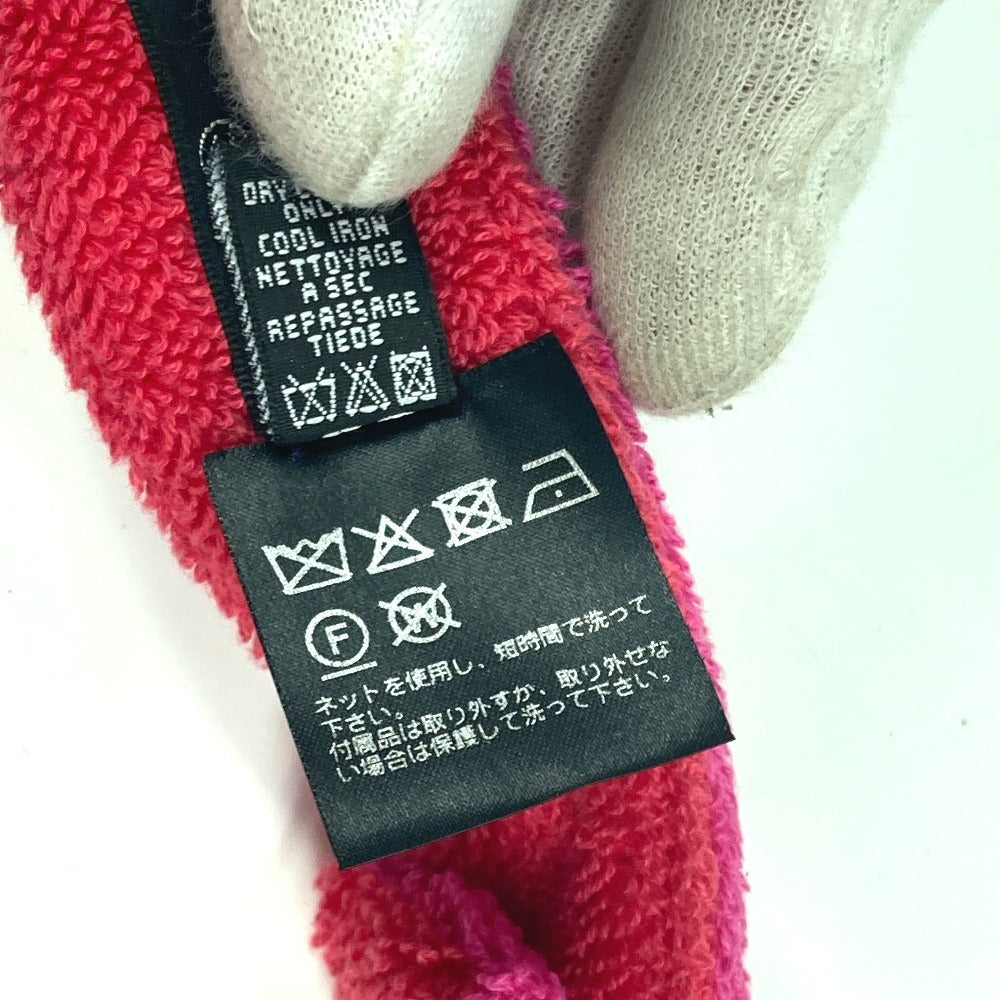 DRY
ONLY
COOL IRON
NETTOYAGE
A SEC
REPASSAGE
TIEDE
F
W
ネットを使用し、短時間で洗って
下さい。
付属品は取り外すか、取り外せな
い場合は保護して洗って下さい。